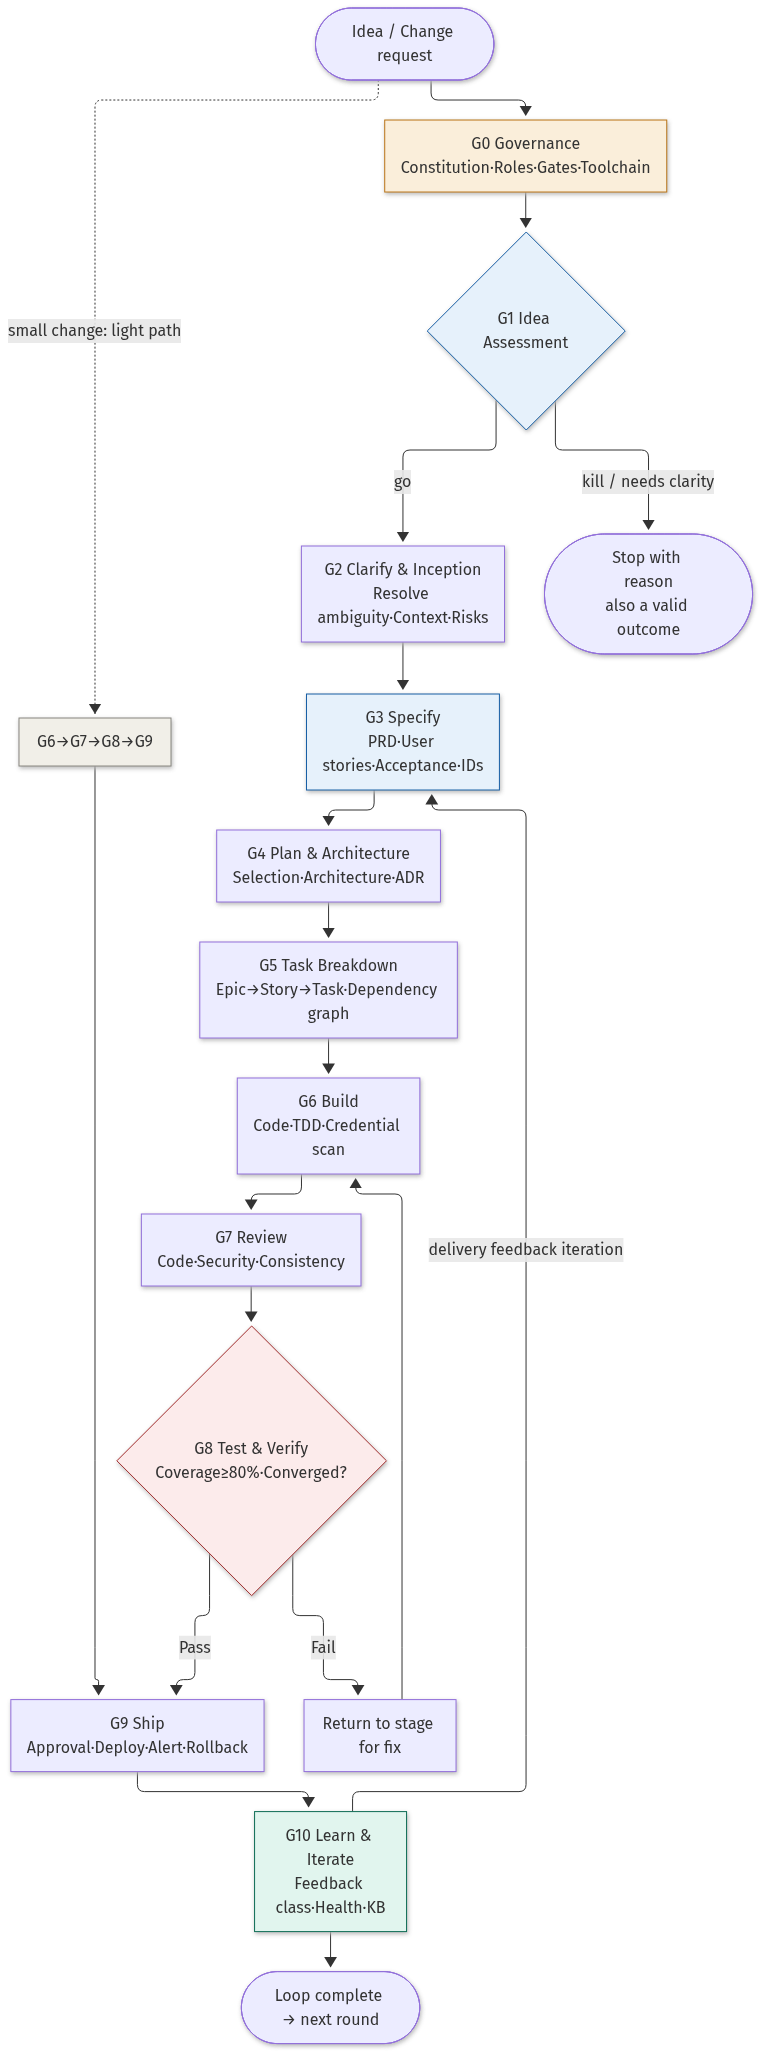 Idea / Change
request
G0 Governance
Constitution·Roles·Gates·Toolchain
small change: light path
G1 Idea
Assessment
go
kill / needs clarity
G2 Clarify & Inception
Resolve
ambiguity·Context·Risks
Stop with
reason
also a valid
outcome
G6→G7→G8→G9
G3 Specify
PRD·User
stories·Acceptance·IDs
G4 Plan & Architecture
Selection·Architecture·ADR
G5 Task Breakdown
Epic→Story→Task·Dependency
graph
G6 Build
Code·TDD·Credential
scan
G7 Review
Code·Security·Consistency
delivery feedback iteration
G8 Test & Verify
Coverage≥80%·Converged?
Pass
Fail
G9 Ship
Approval·Deploy·Alert·Rollback
Return to stage
for fix
G10 Learn &
Iterate
Feedback
class·Health·KB
Loop complete
→ next round